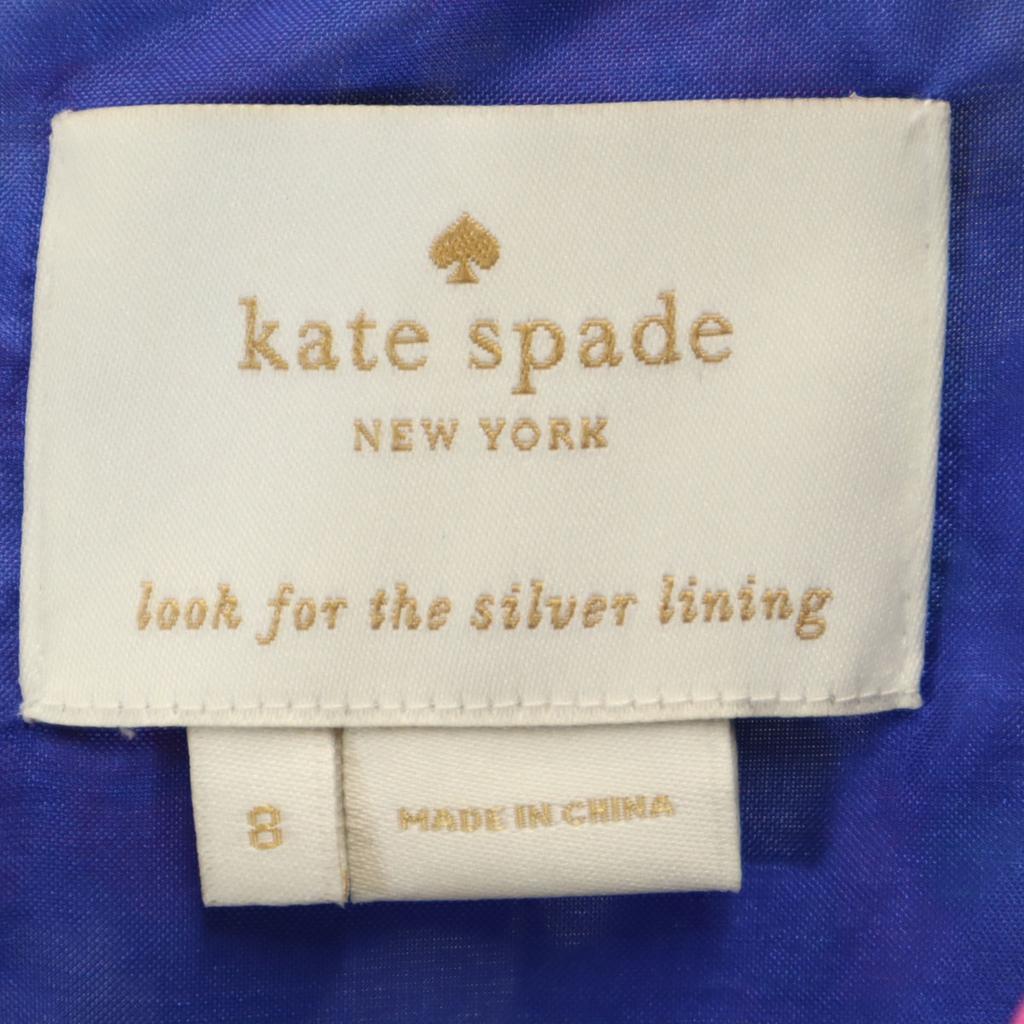 kate spade
NEW YORK
look for the silver lining
8
MADE IN CHINA